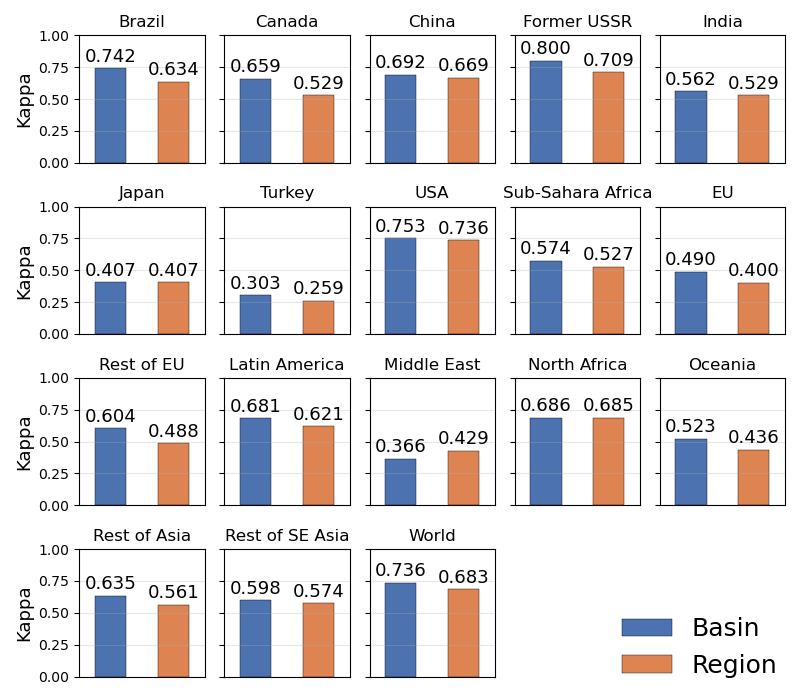 Brazil Canada China Former USSR India
1.00 0.75 0.50 0.25 0.00
Kappa
0.742 0.634 0.659 0.529 0.692 0.669 0.800 0.709 0.562 0.529
Japan Turkey USA Sub-Sahara Africa EU
1.00 0.75 0.50 0.25 0.00
Kappa
0.407 0.407 0.303 0.259 0.753 0.736 0.574 0.527 0.490 0.400
Rest of EU Latin America Middle East North Africa Oceania
1.00 0.75 0.50 0.25 0.00
Kappa
0.604 0.488 0.681 0.621 0.366 0.429 0.686 0.685 0.523 0.436
Rest of Asia Rest of SE Asia World
1.00 0.75 0.50 0.25 0.00
Kappa
0.635 0.561 0.598 0.574 0.736 0.683
Basin
Region